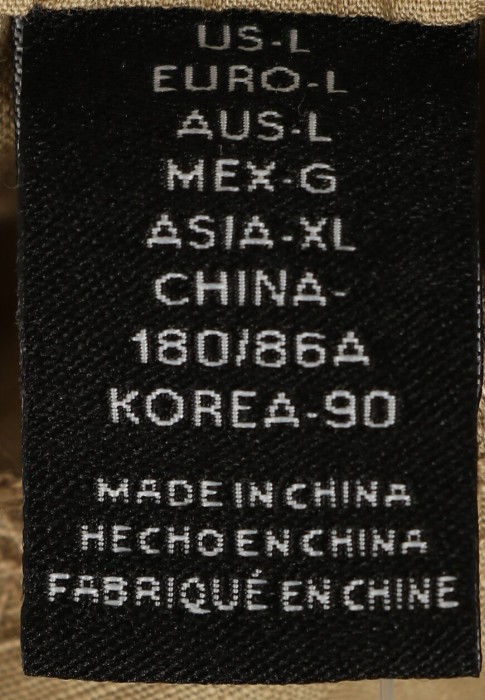 US-L
EURO-L
AUS-L
MEX-G
ASIA-XL
CHINA-
180/86A
KOREA-90
MADE IN CHINA
HECHO EN CHINA
FABRIQUÉ EN CHINE